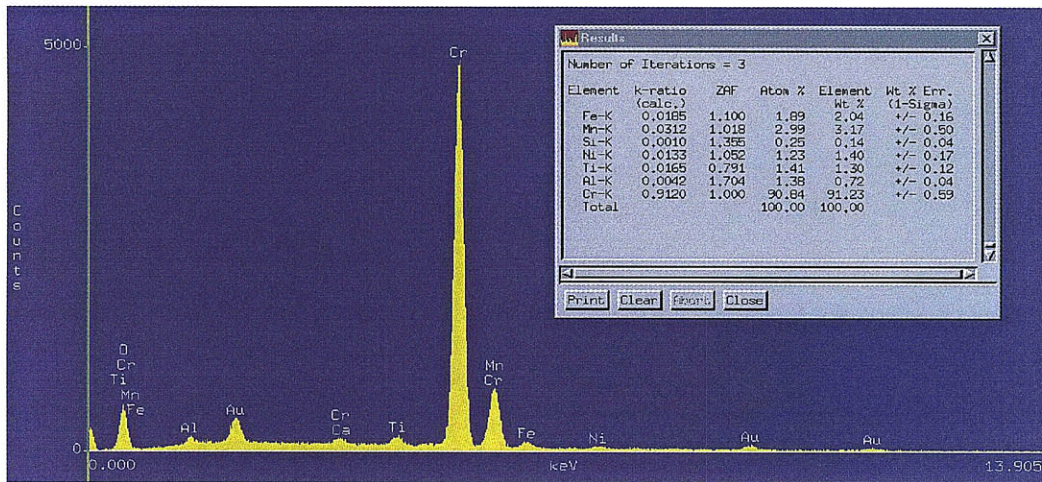 5000
Counts
0
0.000
keV
13.905
O
Cr
Ti
Mn
Fe
Al
Au
Cr
Ca
Ti
Cr
Mn
Cr
Fe
Ni
Au
Au
Results
Number of Iterations = 3
Element k-ratio ZAF Atom % Element Wt % Err.
(calc.) Wt % (1-Sigma)
Fe-K 0.0185 1.100 1.89 2.04 +/- 0.16
Mn-K 0.0312 1.018 2.99 3.17 +/- 0.50
Si-K 0.0010 1.355 0.25 0.14 +/- 0.04
Ni-K 0.0133 1.052 1.23 1.40 +/- 0.17
Ti-K 0.0165 0.791 1.41 1.30 +/- 0.12
Al-K 0.0042 1.704 1.38 0.72 +/- 0.04
Cr-K 0.9120 1.000 90.84 91.23 +/- 0.59
Total 100.00 100.00
Print Clear Abort Close